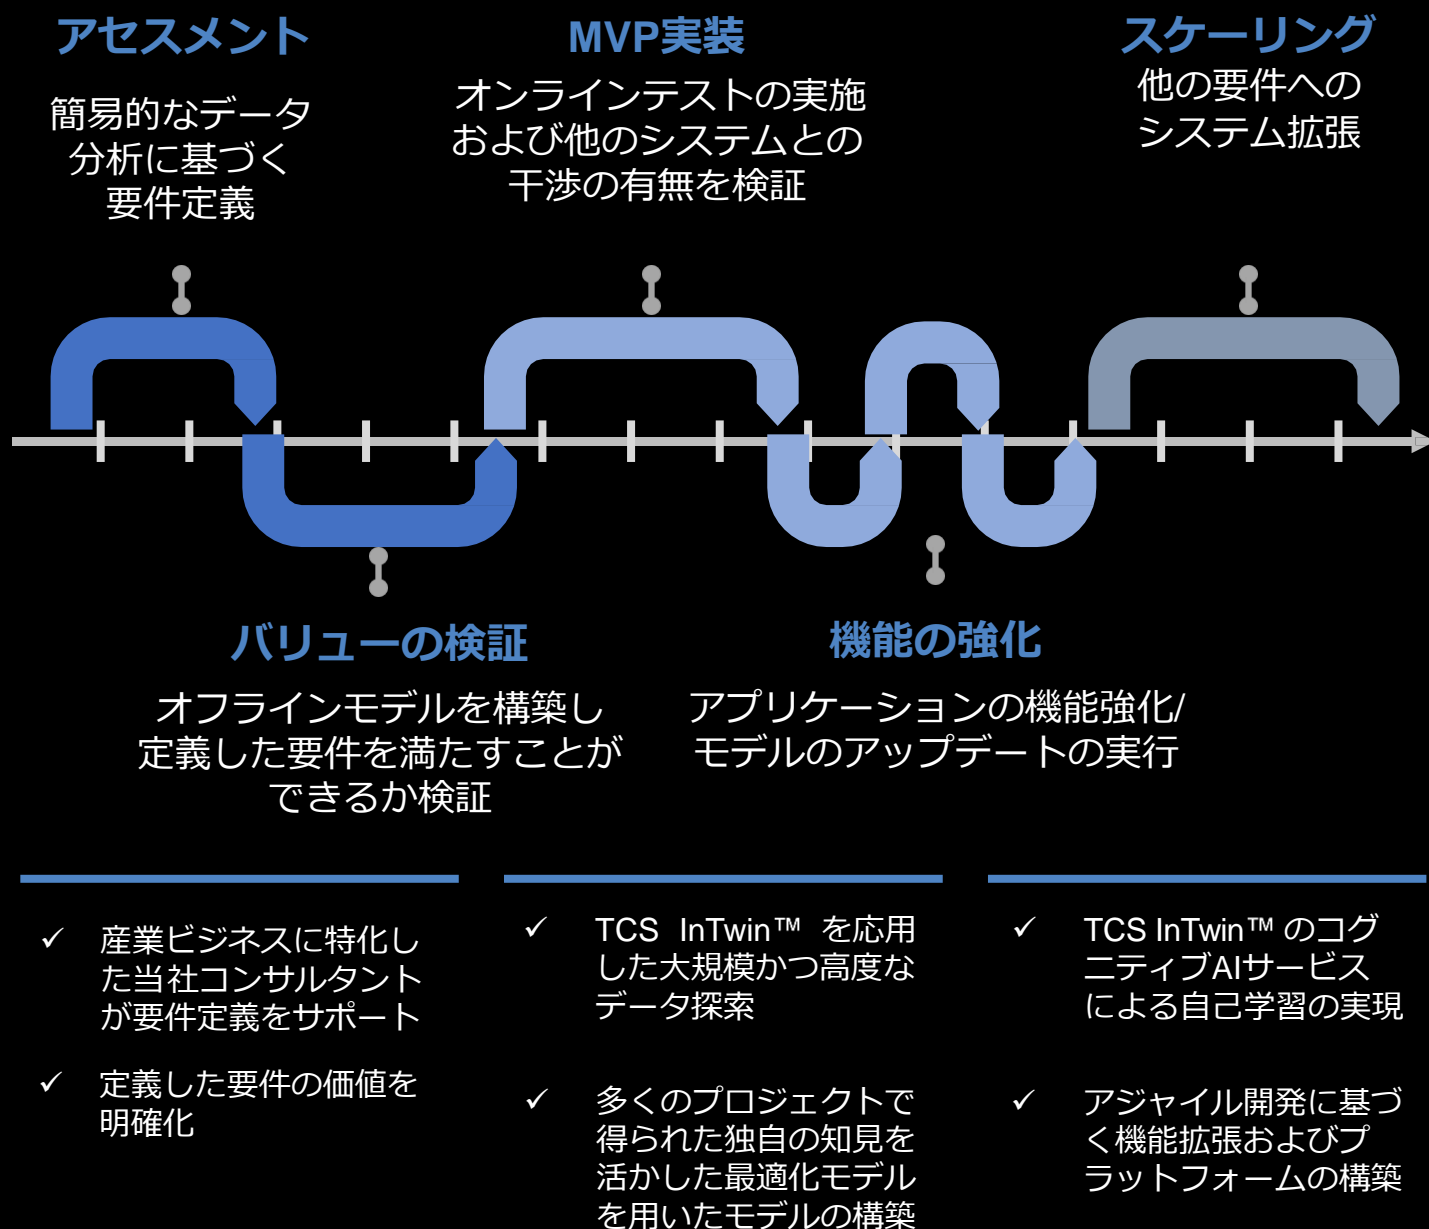 アセスメント
簡易的なデータ
分析に基づく
要件定義
MVP実装
オンラインテストの実施
および他のシステムとの
干渉の有無を検証
スケーリング
他の要件への
システム拡張
バリューの検証
オフラインモデルを構築し
定義した要件を満たすことが
できるか検証
機能の強化
アプリケーションの機能強化/
モデルのアップデートの実行
✓ 産業ビジネスに特化し
た当社コンサルタント
が要件定義をサポート
✓ 定義した要件の価値を
明確化
✓ TCS InTwin™ を応用
した大規模かつ高度な
データ探索
✓ 多くのプロジェクトで
得られた独自の知見を
活かした最適化モデル
を用いたモデルの構築
✓ TCS InTwin™ のコグ
ニティブAIサービス
による自己学習の実現
✓ アジャイル開発に基づ
く機能拡張およびプ
ラットフォームの構築